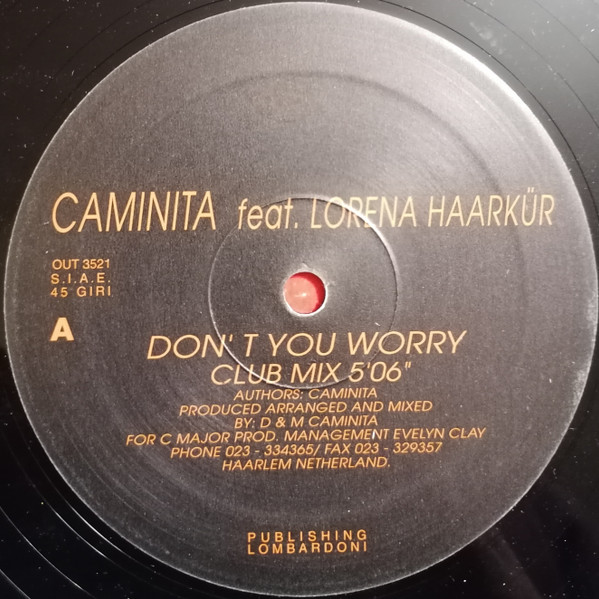 CAMINITA feat. LORENA HAARKÜR
OUT 3521
S.I.A.E.
45 GIRI
A
DON' T YOU WORRY
CLUB MIX 5'06"
AUTHORS: CAMINITA
PRODUCED ARRANGED AND MIXED
BY: D & M CAMINITA
FOR C MAJOR PROD. MANAGEMENT EVELYN CLAY
PHONE 023 - 334365/ FAX 023 - 329357
HAARLEM NETHERLAND.
PUBLISHING
LOMBARDONI